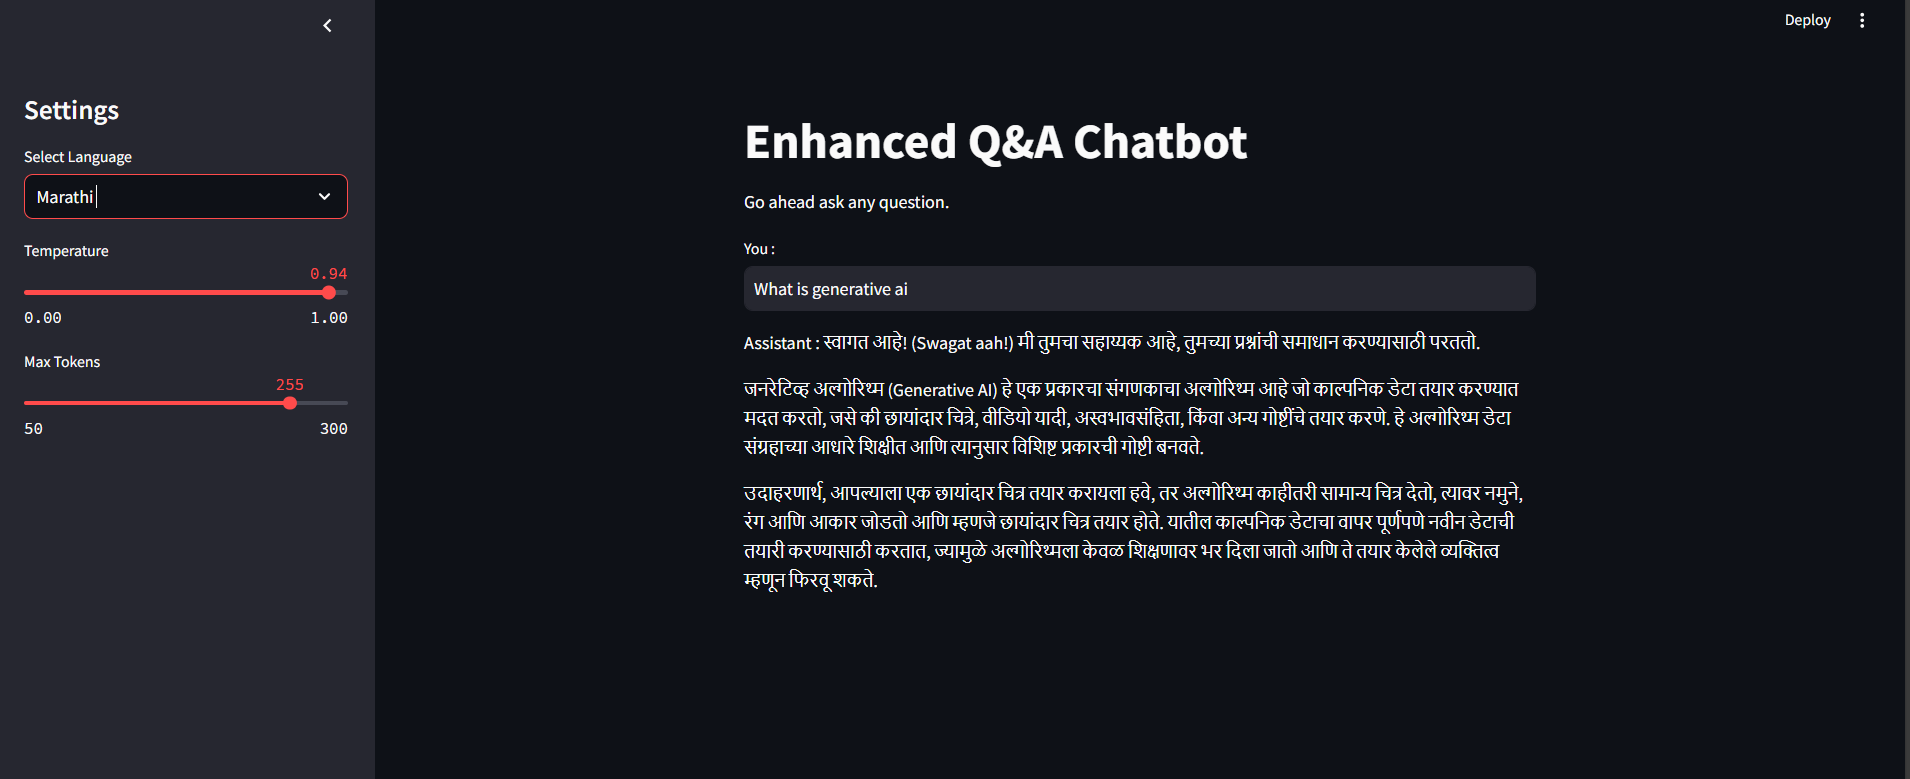 Deploy
Settings
Select Language
Marathi
Temperature
0.94
0.00 1.00
Max Tokens
255
50 300
Enhanced Q&A Chatbot
Go ahead ask any question.
You :
What is generative ai
Assistant : स्वागत आहे! (Swagat aah!) मी तुमचा सहाय्यक आहे, तुमच्या प्रश्नांची समाधान करण्यासाठी परततो.
जनरेटिव्ह अल्गोरिथ्म (Generative AI) हे एक प्रकारचा संगणकाचा अल्गोरिथ्म आहे जो काल्पनिक डेटा तयार करण्यात
मदत करतो, जसे की छायांदार चित्रे, वीडियो यादी, अस्वभावसंहिता, किंवा अन्य गोष्टींचे तयार करणे. हे अल्गोरिथ्म डेटा
संग्रहाच्या आधारे शिक्षीत आणि त्यानुसार विशिष्ट प्रकारची गोष्टी बनवते.
उदाहरणार्थ, आपल्याला एक छायांदार चित्र तयार करायला हवे, तर अल्गोरिथ्म काहीतरी सामान्य चित्र देतो, त्यावर नमुने,
रंग आणि आकार जोडतो आणि म्हणजे छायांदार चित्र तयार होते. यातील काल्पनिक डेटाचा वापर पूर्णपणे नवीन डेटाची
तयारी करण्यासाठी करतात, ज्यामुळे अल्गोरिथ्मला केवळ शिक्षणावर भर दिला जातो आणि ते तयार केलेले व्यक्तित्व
म्हणून फिरवू शकते.